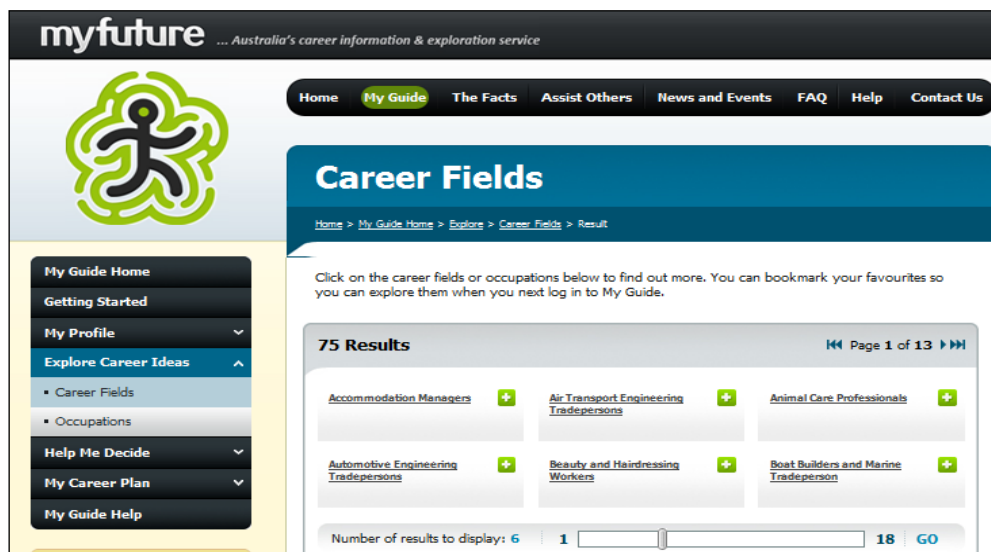 myfuture ... Australia's career information & exploration service
Home My Guide The Facts Assist Others News and Events FAQ Help Contact Us
Career Fields
Home > My Guide Home > Explore > Career Fields > Result
My Guide Home
Getting Started
My Profile
Explore Career Ideas
Career Fields
Occupations
Help Me Decide
My Career Plan
My Guide Help
Click on the career fields or occupations below to find out more. You can bookmark your favourites so
you can explore them when you next log in to My Guide.
75 Results Page 1 of 13
Accommodation Managers
Air Transport Engineering
Tradepersons
Animal Care Professionals
Automotive Engineering
Tradepersons
Beauty and Hairdressing
Workers
Boat Builders and Marine
Tradeperson
Number of results to display: 6 1 18 GO